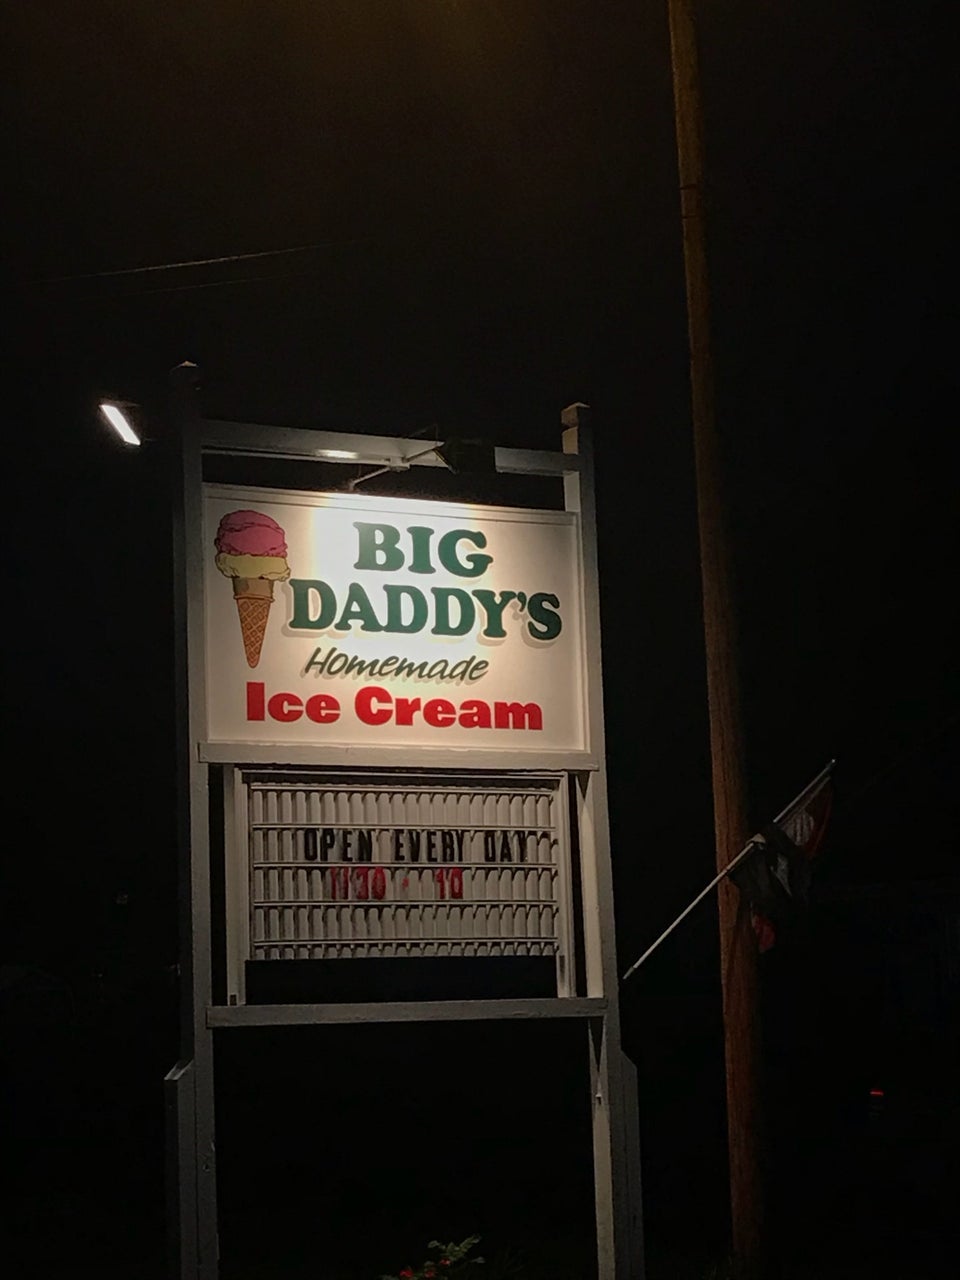 BIG
DADDY'S
Homemade
Ice Cream
OPEN EVERY DAY
11:30 - 10